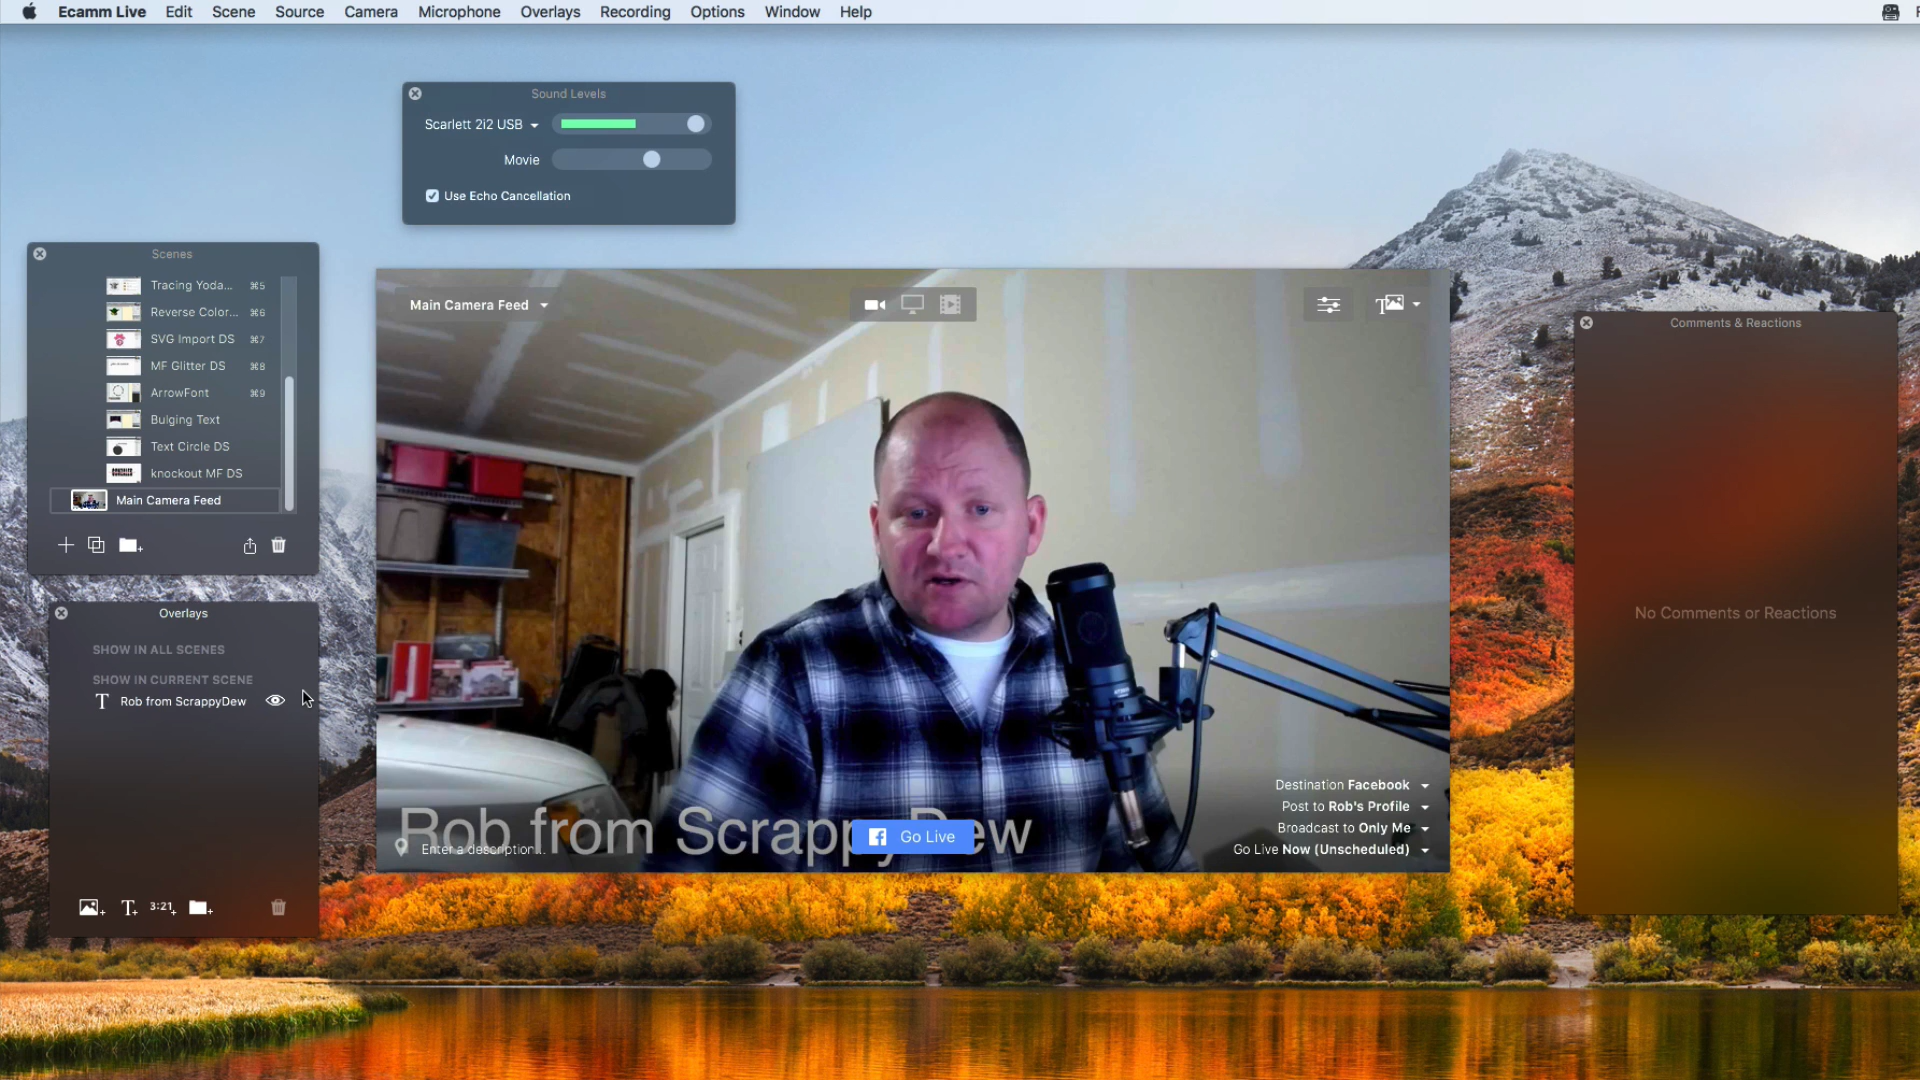 Ecamm Live Edit Scene Source Camera Microphone Overlays Recording Options Window Help
Sound Levels
Scarlett 2i2 USB
Movie
Use Echo Cancellation
Scenes
Tracing Yoda... ⌘5
Reverse Color... ⌘6
SVG Import DS ⌘7
MF Glitter DS ⌘8
ArrowFont ⌘9
Bulging Text
Text Circle DS
knockout MF DS
Main Camera Feed
Overlays
SHOW IN ALL SCENES
SHOW IN CURRENT SCENE
T Rob from ScrappyDew
T+ 3:21+
Main Camera Feed
T
Comments & Reactions
No Comments or Reactions
Destination Facebook
Post to Rob's Profile
Broadcast to Only Me
Go Live Now (Unscheduled)
Rob from ScrappyDew
Enter a description...
Go Live